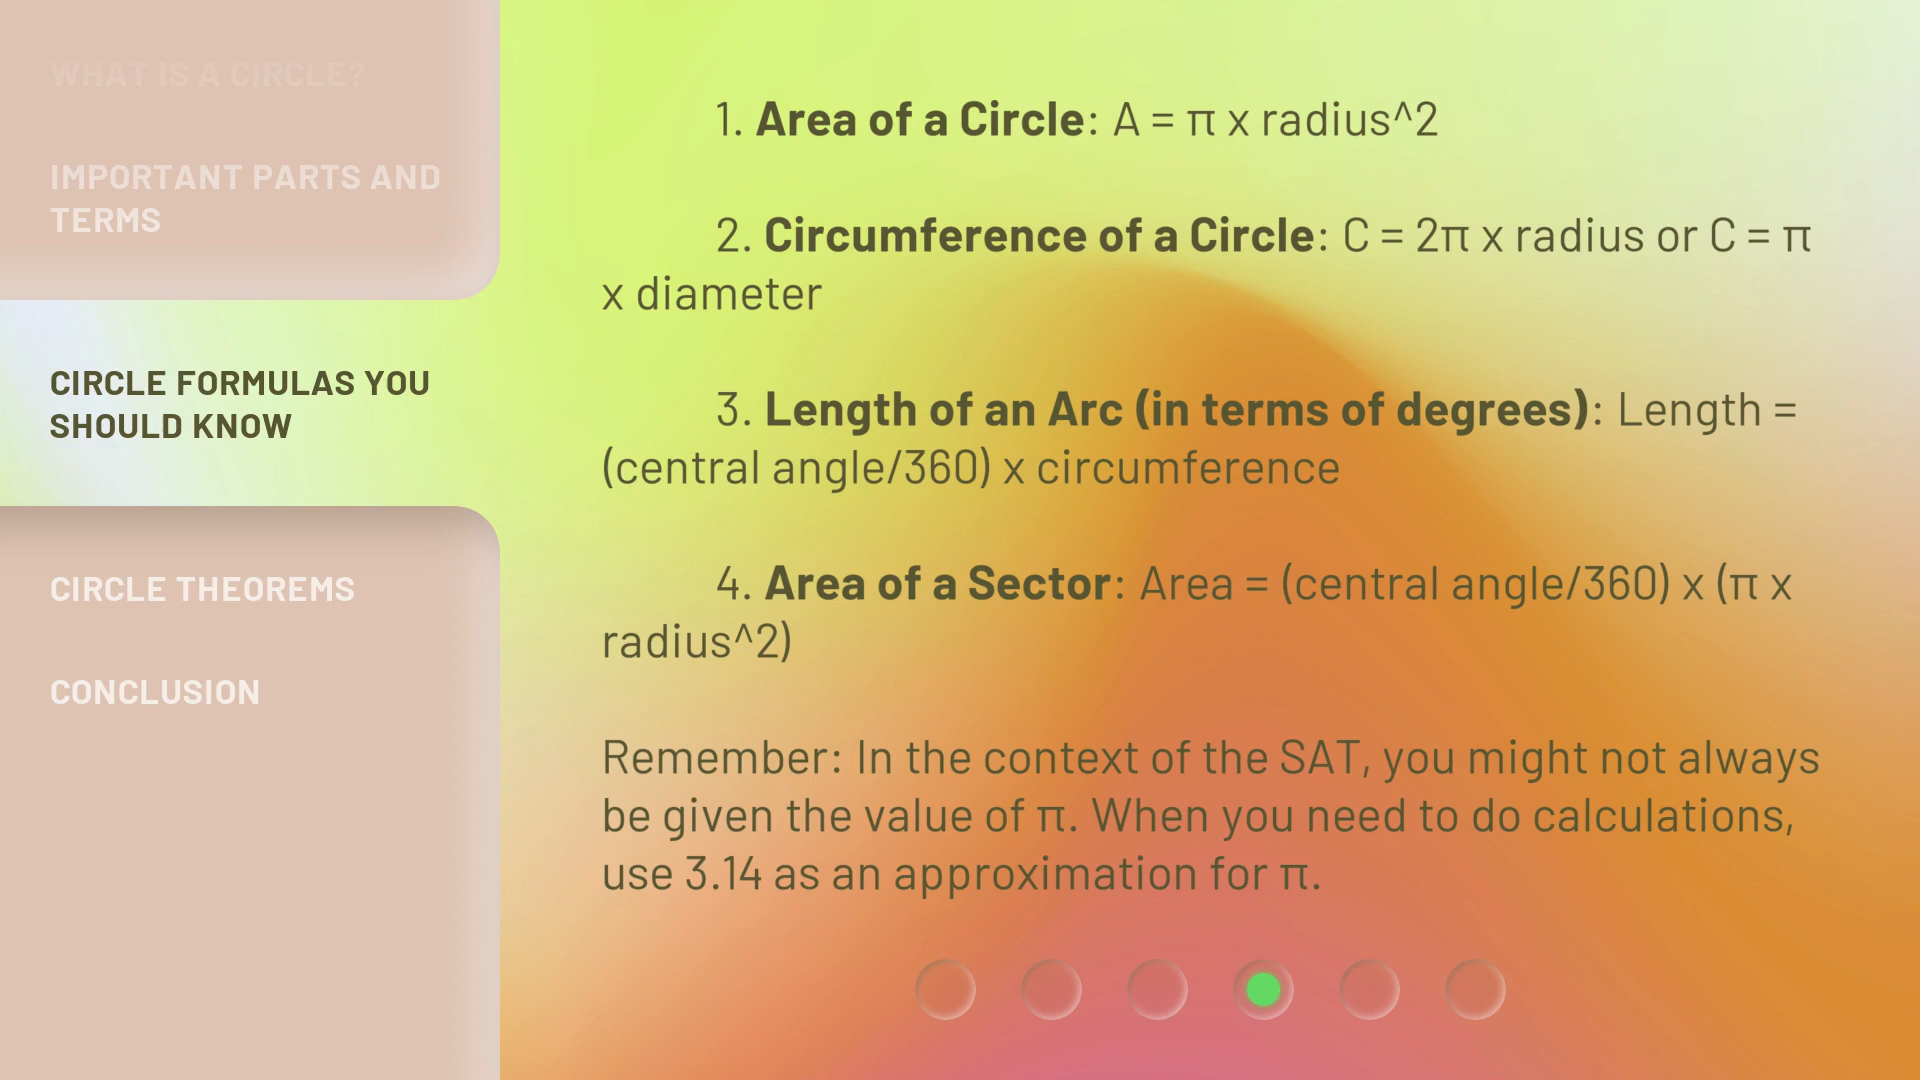 WHAT IS A CIRCLE?
IMPORTANT PARTS AND
TERMS
CIRCLE FORMULAS YOU
SHOULD KNOW
CIRCLE THEOREMS
CONCLUSION
1. Area of a Circle: A = π x radius^2
2. Circumference of a Circle: C = 2π x radius or C = π
x diameter
3. Length of an Arc (in terms of degrees): Length =
(central angle/360) x circumference
4. Area of a Sector: Area = (central angle/360) x (π x
radius^2)
Remember: In the context of the SAT, you might not always
be given the value of π. When you need to do calculations,
use 3.14 as an approximation for π.